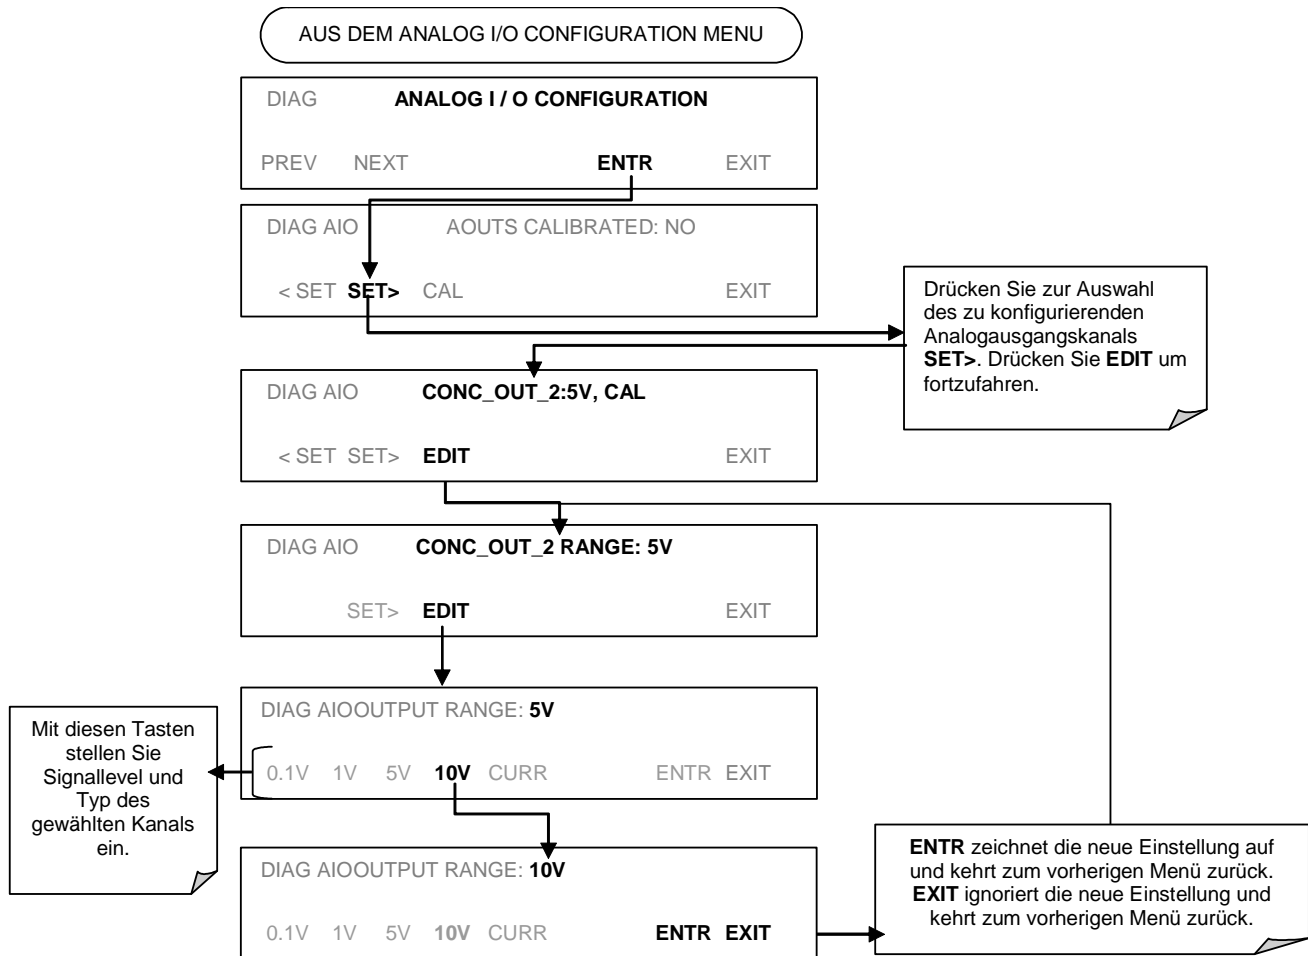 AUS DEM ANALOG I/O CONFIGURATION MENU
DIAG ANALOG I / O CONFIGURATION
PREV NEXT ENTR EXIT
DIAG AIO AOUTS CALIBRATED: NO
< SET SET> CAL EXIT
Drücken Sie zur Auswahl
des zu konfigurierenden
Analogausgangskanals
SET>. Drücken Sie EDIT um
fortzufahren.
DIAG AIO CONC_OUT_2:5V, CAL
< SET SET> EDIT EXIT
DIAG AIO CONC_OUT_2 RANGE: 5V
SET> EDIT EXIT
DIAG AIOOUTPUT RANGE: 5V
0.1V 1V 5V 10V CURR ENTR EXIT
Mit diesen Tasten
stellen Sie
Signallevel und
Typ des
gewählten Kanals
ein.
DIAG AIOOUTPUT RANGE: 10V
0.1V 1V 5V 10V CURR ENTR EXIT
ENTR zeichnet die neue Einstellung auf
und kehrt zum vorherigen Menü zurück.
EXIT ignoriert die neue Einstellung und
kehrt zum vorherigen Menü zurück.